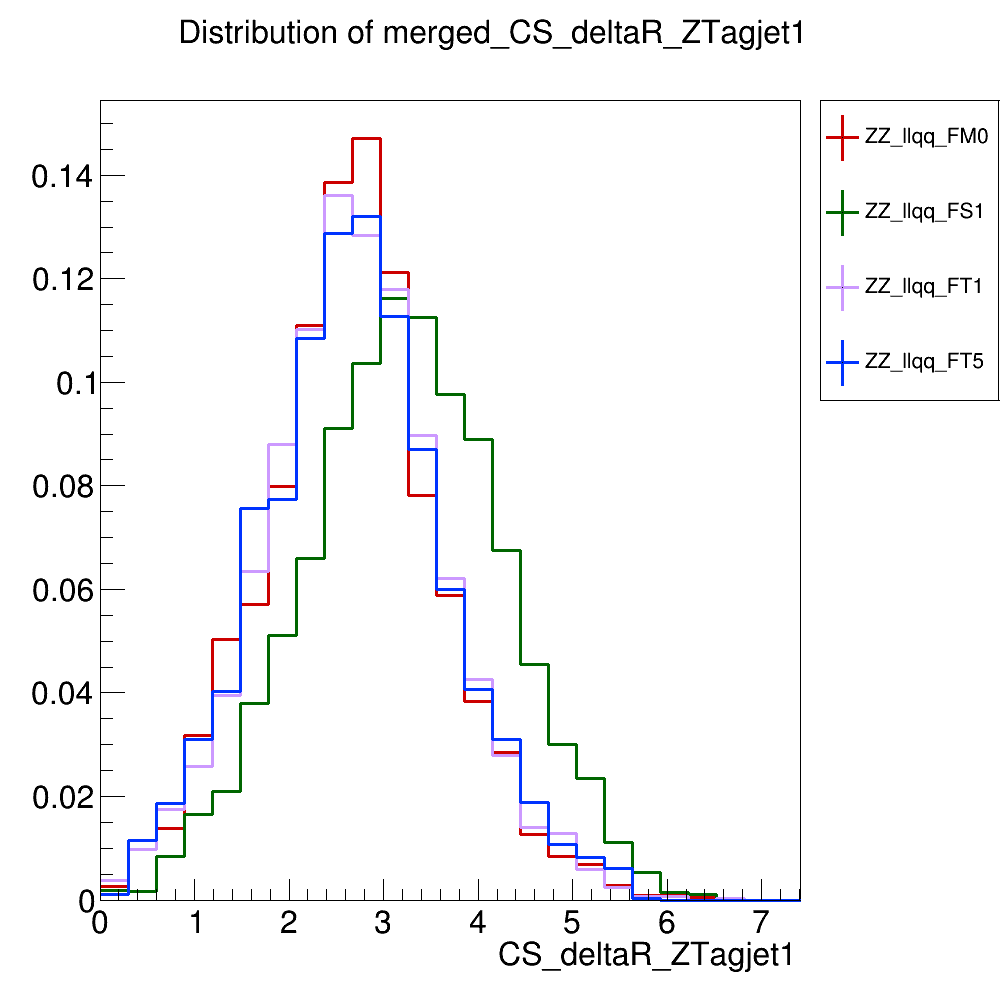 Distribution of merged_CS_deltaR_ZTagjet1
ZZ_llqq_FM0
ZZ_llqq_FS1
ZZ_llqq_FT1
ZZ_llqq_FT5
0.14
0.12
0.1
0.08
0.06
0.04
0.02
0
0 1 2 3 4 5 6 7
CS_deltaR_ZTagjet1